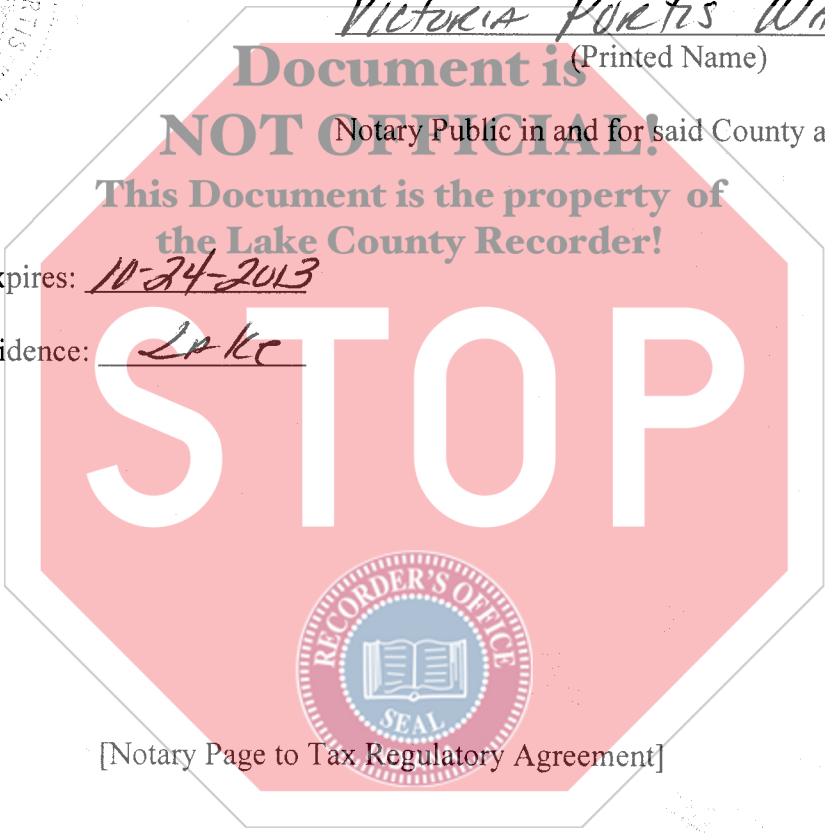 VICTORIA PORTIS
(Printed Name)
Document is
NOT OFFICIAL!
Notary Public in and for said County a
This Document is the property of
the Lake County Recorder!
xpires: 10-24-2013
idence: LAKE
STOP
RECORDER'S OFFICE
SEAL
[Notary Page to Tax Regulatory Agreement]